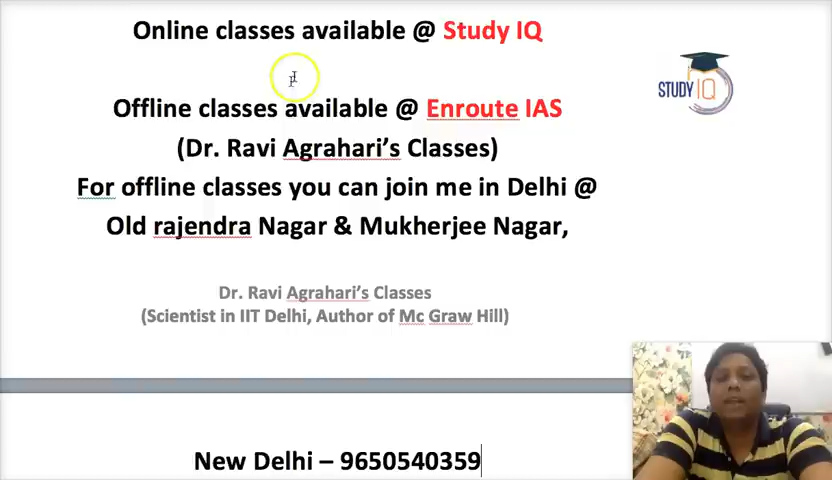 Online classes available @ Study IQ
STUDY IQ
Offline classes available @ Enroute IAS
(Dr. Ravi Agrahari’s Classes)
For offline classes you can join me in Delhi @
Old rajendra Nagar & Mukherjee Nagar,
Dr. Ravi Agrahari’s Classes
(Scientist in IIT Delhi, Author of Mc Graw Hill)
New Delhi – 9650540359